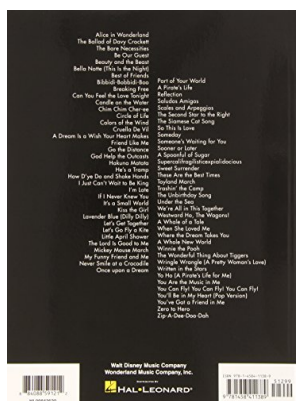 Alice in Wonderland
The Ballad of Davy Crockett
The Bare Necessities
Be Our Guest
Beauty and the Beast
Bella Notte (This Is the Night)
Best of Friends
Bibbidi-Bobbidi-Boo
Breaking Free
Can You Feel the Love Tonight
Candle on the Water
Chim Chim Cher-ee
Circle of Life
Colors of the Wind
Cruella De Vil
A Dream Is a Wish Your Heart Makes
Friend Like Me
Go the Distance
God Help the Outcasts
Hakuna Matata
He's a Tramp
How D'ye Do and Shake Hands
I Just Can't Wait to Be King
I'm Late
If I Never Knew You
It's a Small World
Kiss the Girl
Lavender Blue (Dilly Dilly)
Let's Get Together
Let's Go Fly a Kite
Little April Shower
The Lord Is Good to Me
Mickey Mouse March
My Funny Friend and Me
Never Smile at a Crocodile
Once upon a Dream
Part of Your World
A Pirate's Life
Reflection
Saludos Amigos
Scales and Arpeggios
The Second Star to the Right
The Siamese Cat Song
So This Is Love
Someday
Someone's Waiting for You
Sooner or Later
A Spoonful of Sugar
Supercalifragilisticexpialidocious
Sweet Surrender
These Are the Best Times
Toyland March
Trashin' the Camp
The Unbirthday Song
Under the Sea
We're All in This Together
Westward Ho, The Wagons!
A Whale of a Tale
When She Loved Me
Where the Dream Takes You
A Whole New World
Winnie the Pooh
The Wonderful Thing About Tiggers
Wringle Wrangle (A Pretty Woman's Love)
Written in the Stars
Yo Ho (A Pirate's Life for Me)
You Are the Music in Me
You Can Fly! You Can Fly! You Can Fly!
You'll Be in My Heart (Pop Version)
You've Got a Friend in Me
Zero to Hero
Zip-A-Dee-Doo-Dah
Walt Disney Music Company
Wonderland Music Company, Inc.
HAL•LEONARD
51299